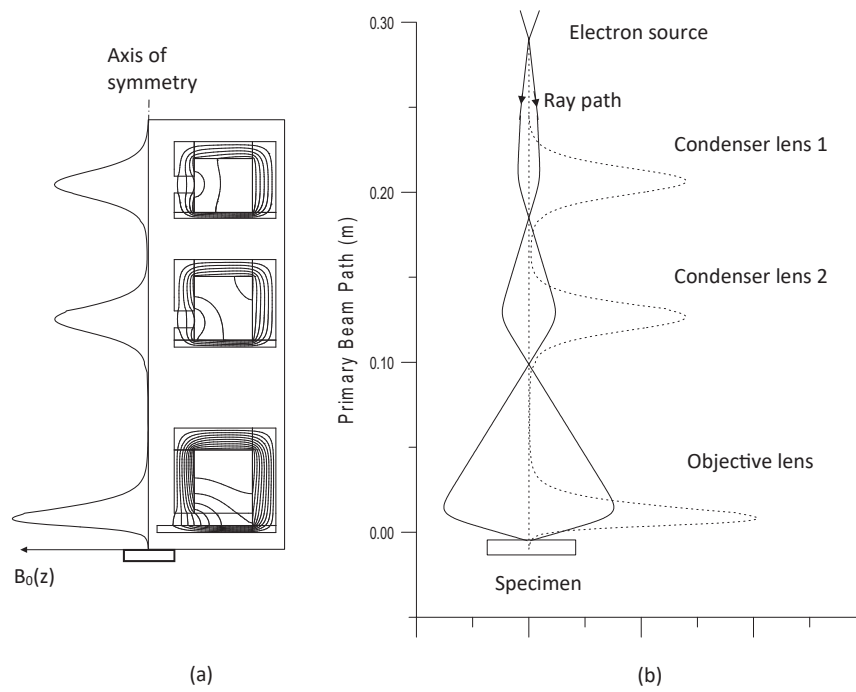 Axis of
symmetry
B₀(z)
(a)
0.30
0.20
0.10
0.00
Primary Beam Path (m)
Electron source
Ray path
Condenser lens 1
Condenser lens 2
Objective lens
Specimen
(b)